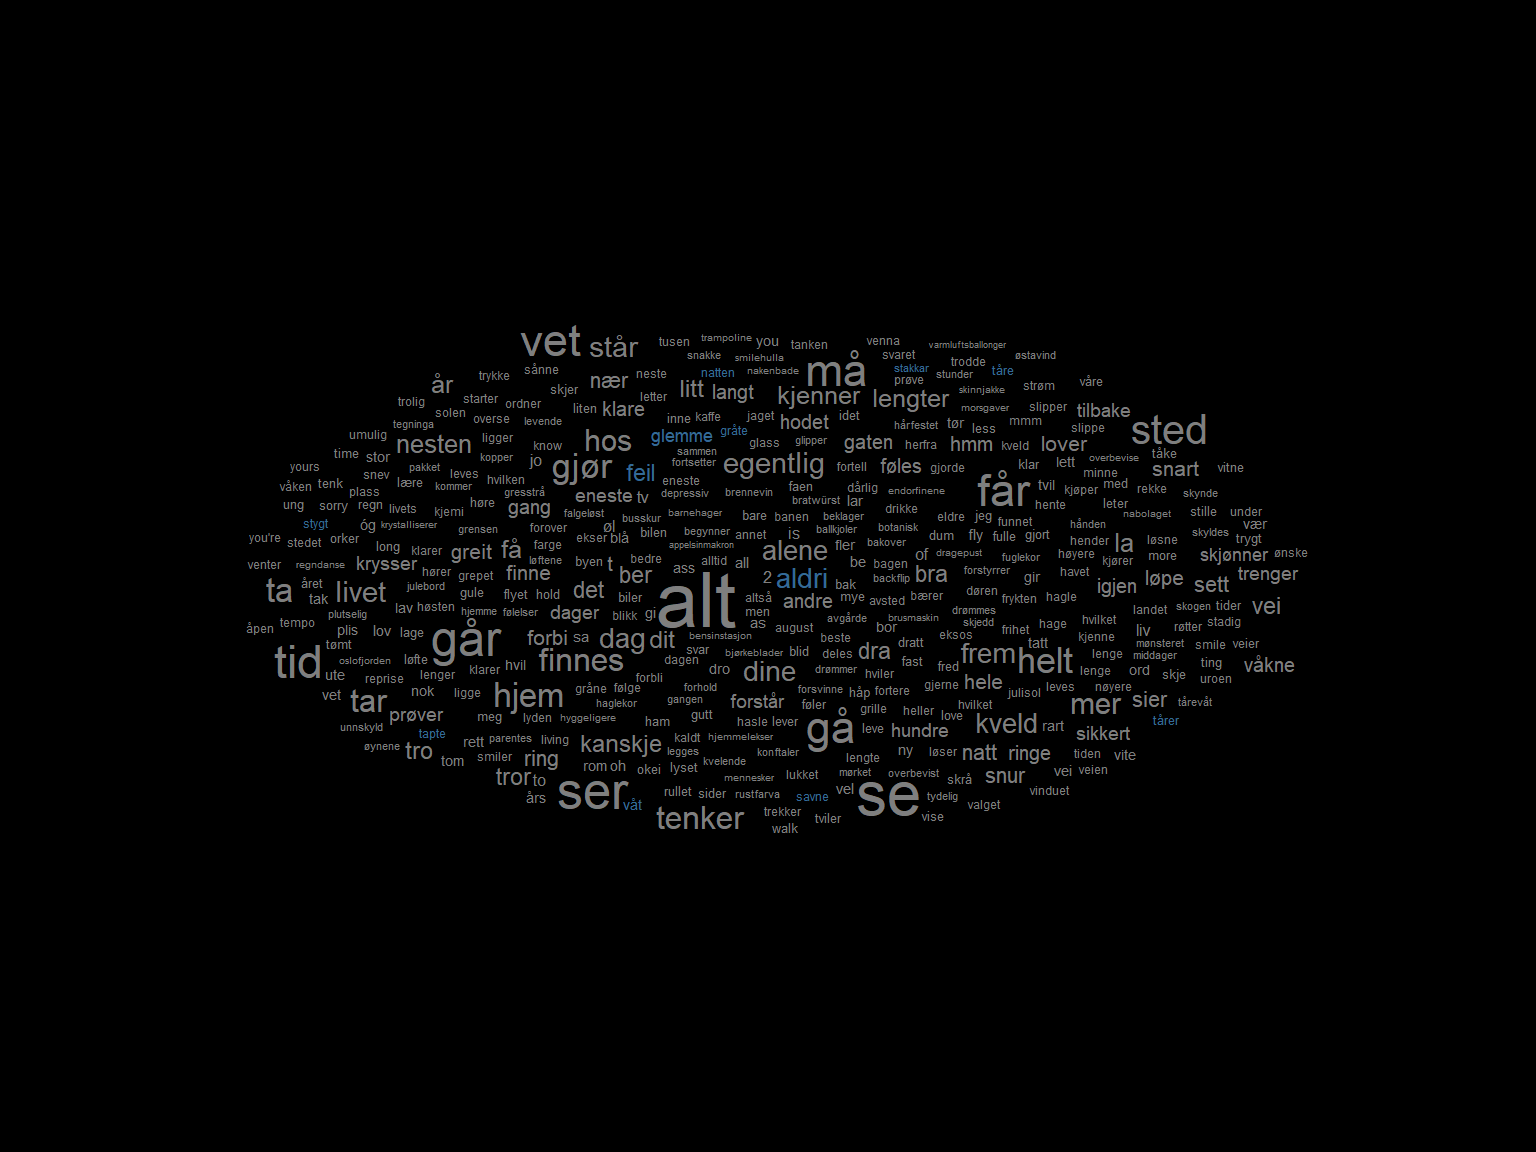 vet står tusen trampoline you tanken venna varmluftsballonger
snakke smilehulla må svaret trodde østavind
år trykke sånne skjer nær neste natten nakenbade stakkar prøve stunder tåre
trolig starter ordner letter litt langt kjenner lengter skinnjakke strøm våre
tegninga solen overse levende liten klare inne kaffe jaget hodet idet morsgaver slipper tilbake
umulig nesten ligger know hos glemme gråte glass glipper gaten hårfestet tør less mmm slippe sted
time stor kopper jo sammen herfra hmm kveld lover overbevise tåke
yours snev pakket leves hvilken gjør feil fortsetter egentlig fortell føles gjorde klar lett minne snart vitne
våken tenk plass lære kommer gresstrå eneste tv eneste depressiv brennevin faen dårlig endorfinene får tvil kjøper med rekke skynde
ung sorry regn livets kjemi høre gang falgeløst busskur barnehager bratwürst lar drikke hente leter nabolaget stille under
stygt óg krystalliserer grensen forover øl bilen begynner bare banen beklager eldre jeg funnet hånden skyldes vær
you're stedet orker long klarer greit få farge ekser blå appelsinmakron annet is ballkjoler botanisk dum fly fulle gjort hender la løsne trygt
venter regndanse krysser løftene byen t bedre ass alltid all alene fler bakover of dragepust fuglekor høyere kjører more skjønner ønske
ta året livet hører grepet finne ber 2 aldri be bagen bak backflip bra forstyrrer gir havet igjen løpe sett trenger
tak julebord gule flyet hold det biler alt altså andre mye avsted bærer døren frykten hagle
plutselig lav høsten hjemme følelser dager blikk gi men avgårde brusmaskin drømmes skjedd landet skogen tider vei
åpen tempo plis lov lage går forbi sa dag dit bensinstasjon as august bor eksos frihet hage hvilket liv røtter stadig
tømt svar bjørkeblader blid beste deles dra dratt tatt kjenne mønsteret smile veier
tid oslofjorden løfte klarer hvil finnes dagen dro dine drømmer hviler fast fred frem helt lenge middager ting våkne
ute reprise lenger forbli lenge ord skje uroen
vet tar nok ligge hjem gråne følge forhold forsvinne håp fortere gjerne hele julisol leves nøyere tårevåt
unnskyld prøver meg lyden hyggeligere haglekor gangen forstår føler grille heller hvilket mer sier
tapte ham gutt hasle lever gå leve love hundre kveld rart sikkert tårer
øynene tro rett parentes living kanskje kaldt hjemmelekser
tom smiler ring legges konftaler lengte ny løser natt ringe tiden vite
tror to rom oh okei lyset kvelende mennesker lukket mørket overbevist skrå snur vei veien
års ser våt rullet sider rustfarva savne vel se tydelig valget vinduet
tenker trekker tviler vise
walk